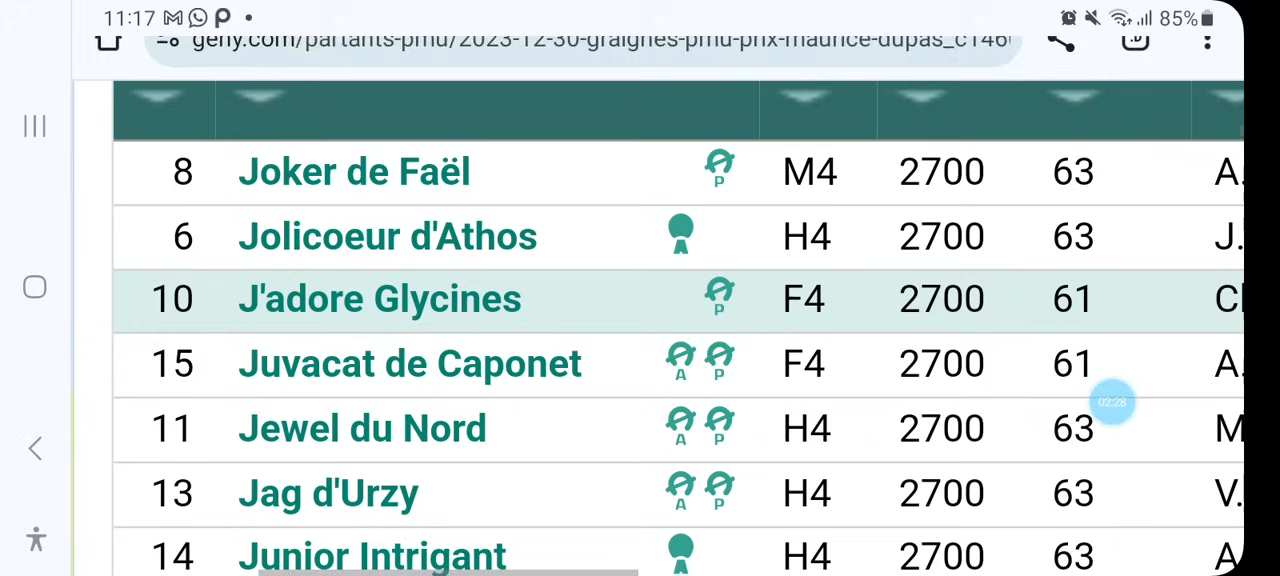 11:17 85%
geny.com/partants-pmu/2023-12-30-graignes-pmu-prix-maurice-dupas_c146
8 Joker de Faël P M4 2700 63 A.
6 Jolicoeur d'Athos H4 2700 63 J.
10 J'adore Glycines P F4 2700 61 Cl
15 Juvacat de Caponet A P F4 2700 61 A.
02:28
11 Jewel du Nord A P H4 2700 63 M
13 Jag d'Urzy A P H4 2700 63 V.
14 Junior Intrigant H4 2700 63 A